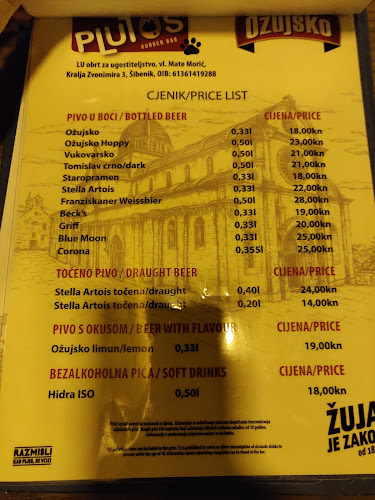 PLUTOS
BURGER BAR
OŽUJSKO
LU obrt za ugostiteljstvo, vl. Mate Morić,
Kralja Zvonimira 3, Šibenik, OIB: 61361419288
CJENIK/PRICE LIST
PIVO U BOCI / BOTTLED BEER CIJENA/PRICE
Ožujsko 0,33l 18,00kn
Ožujsko Hoppy 0,50l 23,00kn
Vukovarsko 0,50l 21,00kn
Tomislav crno/dark 0,50l 21,00kn
Staropramen 0,33l 18,00kn
Stella Artois 0,33l 22,00kn
Franziskaner Weissbier 0,50l 28,00kn
Beck's 0,33l 19,00kn
Griff 0,33l 20,00kn
Blue Moon 0,33l 25,00kn
Corona 0,355l 25,00kn
TOČENO PIVO / DRAUGHT BEER CIJENA/PRICE
Stella Artois točena/draught 0,40l 24,00kn
Stella Artois točena/draught 0,20l 14,00kn
PIVO S OKUSOM / BEER WITH FLAVOUR CIJENA/PRICE
Ožujsko limun/lemon 0,33l 19,00kn
BEZALKOHOLNA PIĆA / SOFT DRINKS CIJENA/PRICE
Hidra ISO 0,50l 18,00kn
RAZMISLI
KAD PIJEŠ, NE VOZI
ŽUJA
JE ZAKO
od 18